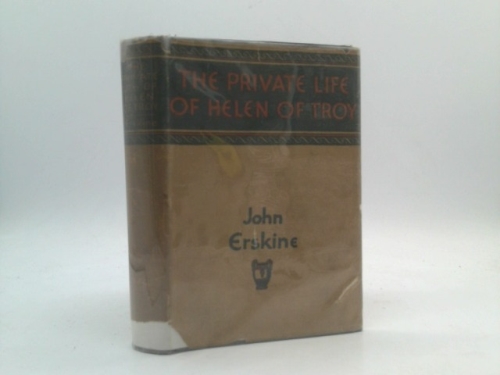 THE PRIVATE LIFE
OF HELEN OF TROY
John
Erskine